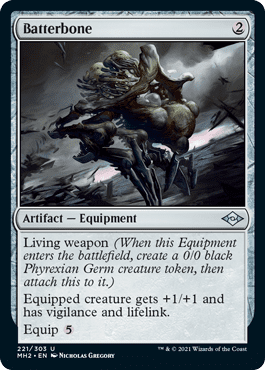 Batterbone 2
Artifact — Equipment
Living weapon (When this Equipment
enters the battlefield, create a 0/0 black
Phyrexian Germ creature token, then
attach this to it.)
Equipped creature gets +1/+1 and
has vigilance and lifelink.
Equip 5
221/303 U
MH2 • EN Nicholas Gregory
™ & © 2021 Wizards of the Coast